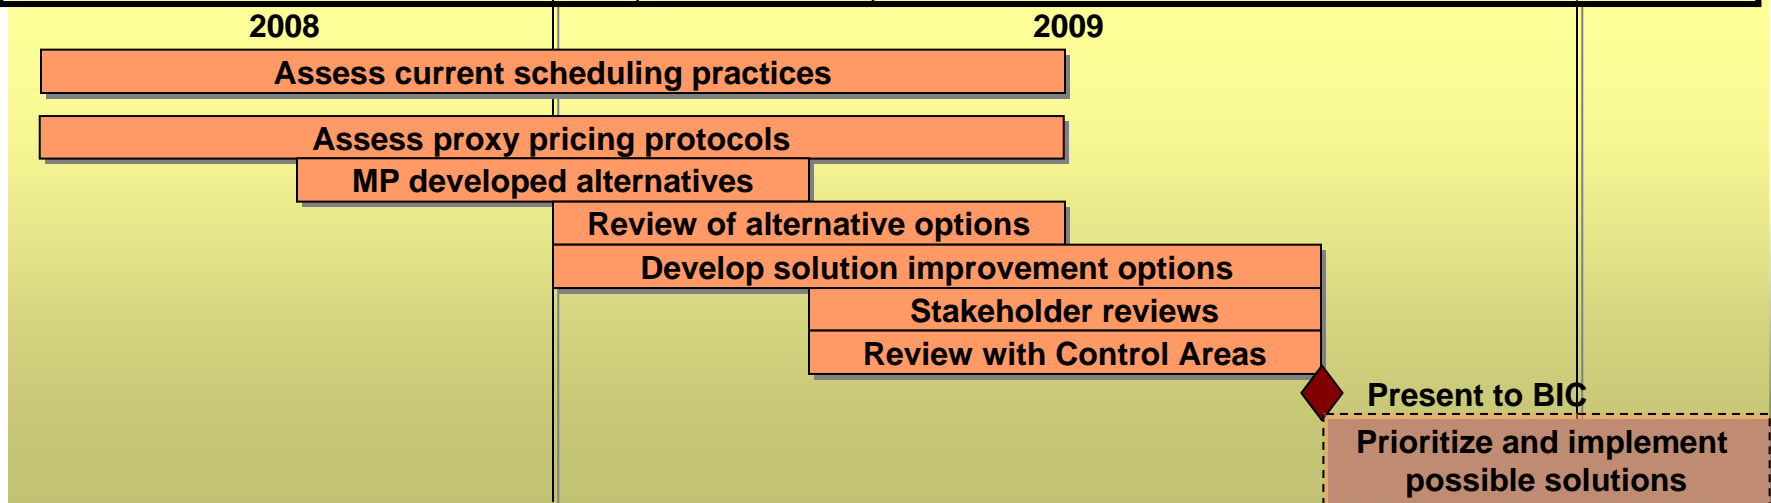 2008
2009
Assess current scheduling practices
Assess proxy pricing protocols
MP developed alternatives
Review of alternative options
Develop solution improvement options
Stakeholder reviews
Review with Control Areas
Present to BIC
Prioritize and implement
possible solutions